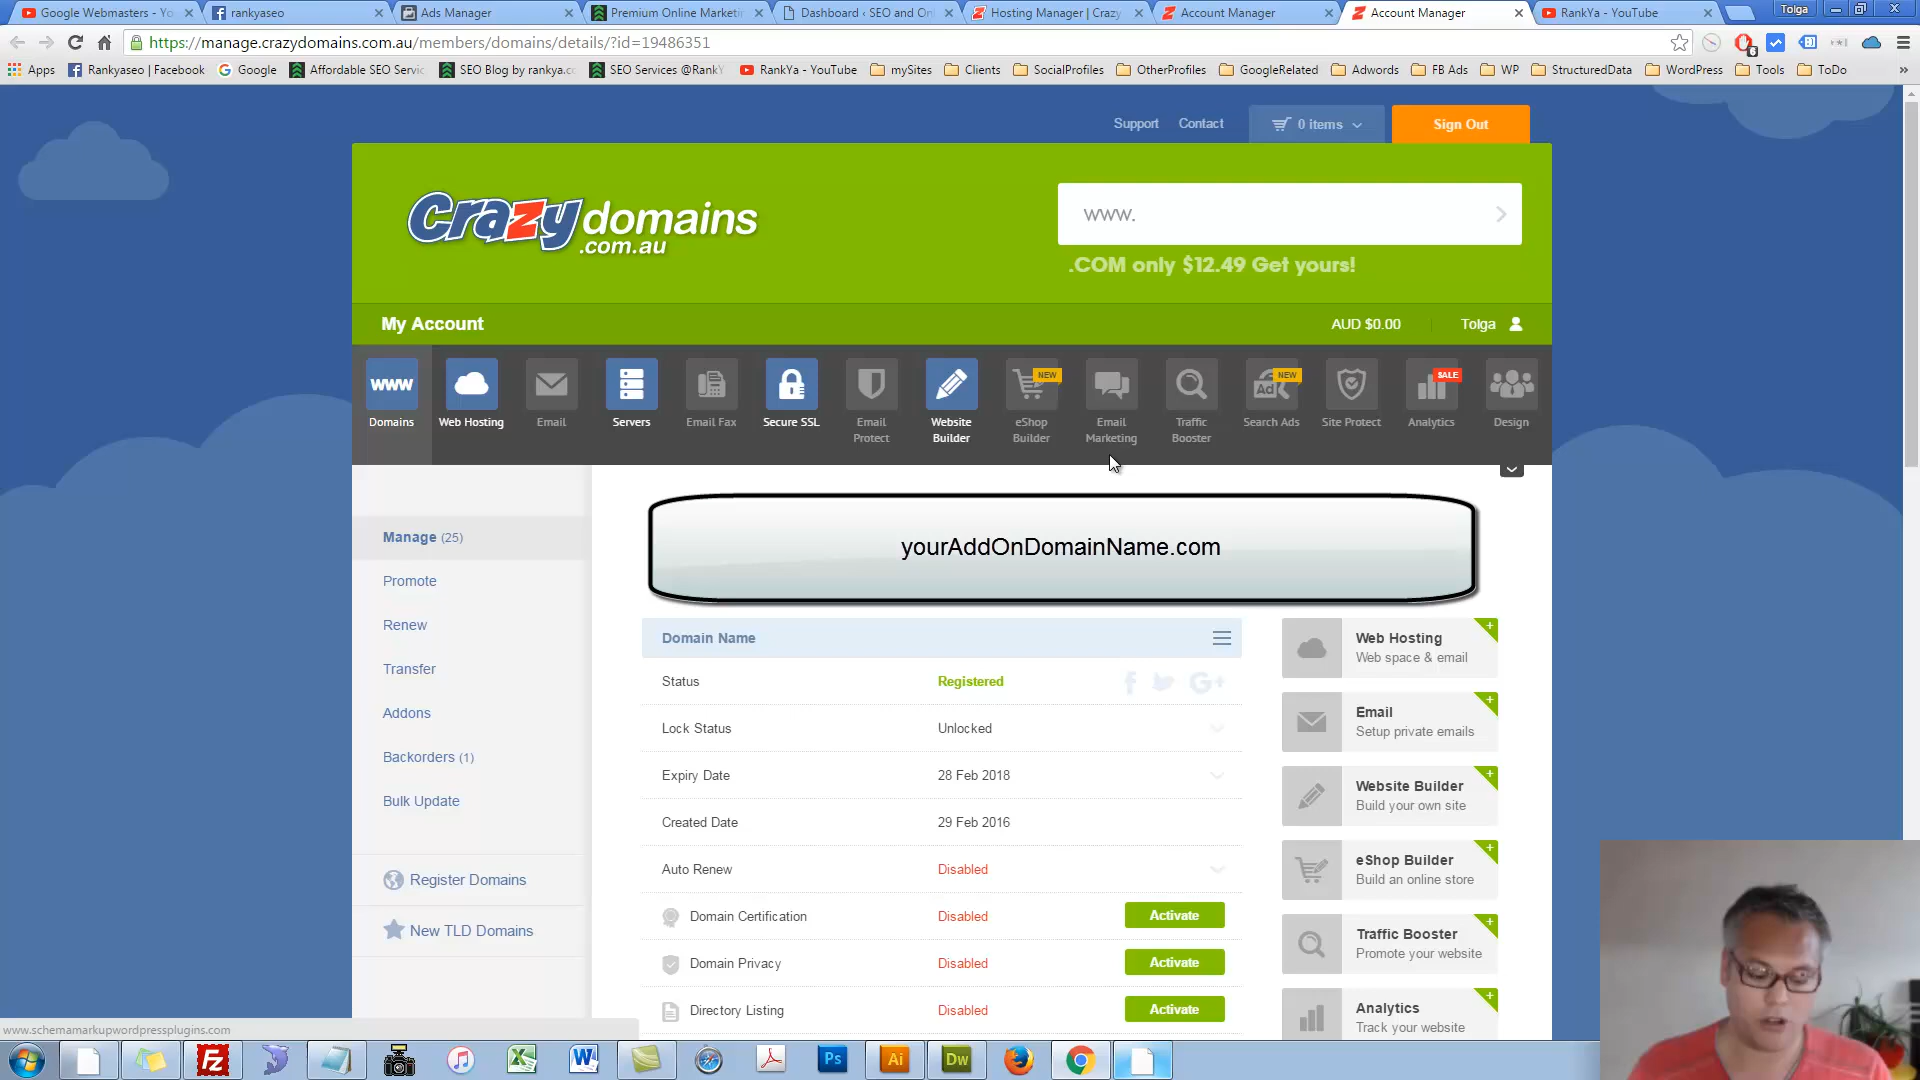 Google Webmasters - Yo
rankyaseo
Ads Manager
Premium Online Marketi
Dashboard ‹ SEO and On
Hosting Manager | Crazy
Account Manager
Account Manager
RankYa - YouTube
Tolga
https://manage.crazydomains.com.au/members/domains/details/?id=19486351
6
Apps
Rankyaseo | Facebook
Google
Affordable SEO Servic
SEO Blog by rankya.c
SEO Services @RankY
RankYa - YouTube
mySites
Clients
SocialProfiles
OtherProfiles
GoogleRelated
Adwords
FB Ads
WP
StructuredData
WordPress
Tools
ToDo
»
Support
Contact
0 items
Sign Out
Crazydomains
.com.au
www.
.COM only $12.49 Get yours!
My Account
AUD $0.00
Tolga
www
NEW
Ad
NEW
SALE
Domains
Web Hosting
Email
Servers
Email Fax
Secure SSL
Email
Protect
Website
Builder
eShop
Builder
Email
Marketing
Traffic
Booster
Search Ads
Site Protect
Analytics
Design
Manage (25)
Promote
Renew
Transfer
Addons
Backorders (1)
Bulk Update
Register Domains
New TLD Domains
yourAddOnDomainName.com
Domain Name
Status
Registered
f
G+
Lock Status
Unlocked
Expiry Date
28 Feb 2018
Created Date
29 Feb 2016
Auto Renew
Disabled
Domain Certification
Disabled
Activate
Domain Privacy
Disabled
Activate
Directory Listing
Disabled
Activate
Web Hosting
Web space & email
Email
Setup private emails
Website Builder
Build your own site
eShop Builder
Build an online store
Traffic Booster
Promote your website
Analytics
Track your website
www.schemamarkupwordpressplugins.com
Fz
W
Ps
Ai
Dw